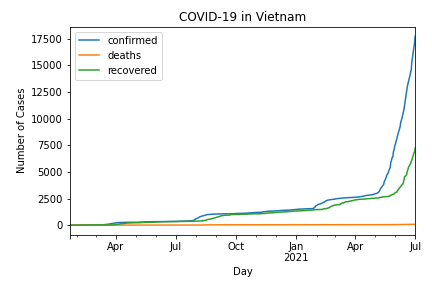 COVID-19 in Vietnam
confirmed
deaths
recovered
17500
15000
12500
10000
7500
5000
2500
0
Number of Cases
Apr
Jul
Oct
Jan
2021
Apr
Jul
Day